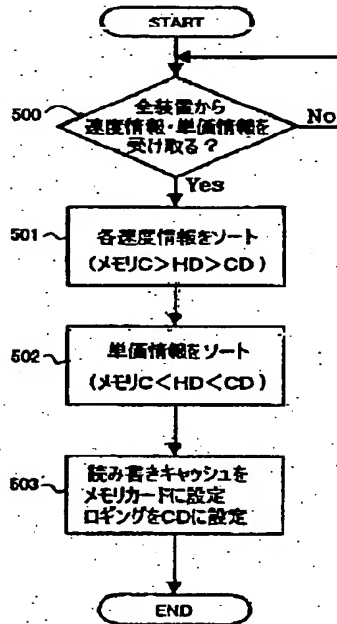 START
500
全装置から
速度情報・単価情報を
受け取る?
No
Yes
501
各速度情報をソート
(メモリC>HD>CD)
502
単価情報をソート
(メモリC<HD<CD)
503
読み書きキャッシュを
メモリカードに設定
ロギングをCDに設定
END